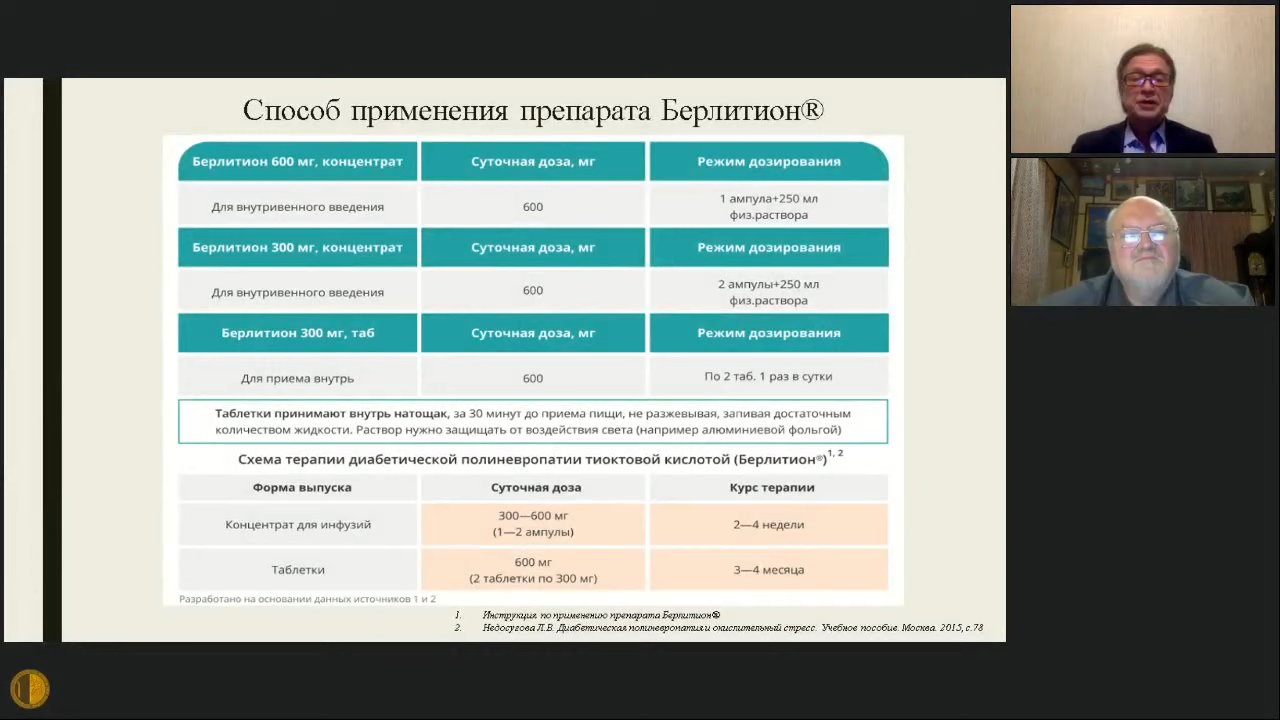 Способ применения препарата Берлитион®
Берлитион 600 мг, концентрат
Суточная доза, мг
Режим дозирования
Для внутривенного введения
600
1 ампула+250 мл
физ.раствора
Берлитион 300 мг, концентрат
Суточная доза, мг
Режим дозирования
Для внутривенного введения
600
2 ампулы+250 мл
физ.раствора
Берлитион 300 мг, таб
Суточная доза, мг
Режим дозирования
Для приема внутрь
600
По 2 таб. 1 раз в сутки
Таблетки принимают внутрь натощак, за 30 минут до приема пищи, не разжевывая, запивая достаточным
количеством жидкости. Раствор нужно защищать от воздействия света (например алюминиевой фольгой)
Схема терапии диабетической полиневропатии тиоктовой кислотой (Берлитион®)1, 2
Форма выпуска
Суточная доза
Курс терапии
Концентрат для инфузий
300—600 мг
(1—2 ампулы)
2—4 недели
Таблетки
600 мг
(2 таблетки по 300 мг)
3—4 месяца
Разработано на основании данных источников 1 и 2
1. Инструкция по применению препарата Берлитион®
2. Недосугова Л.В. Диабетическая полиневропатия и окислительный стресс. Учебное пособие. Москва. 2015, с.78